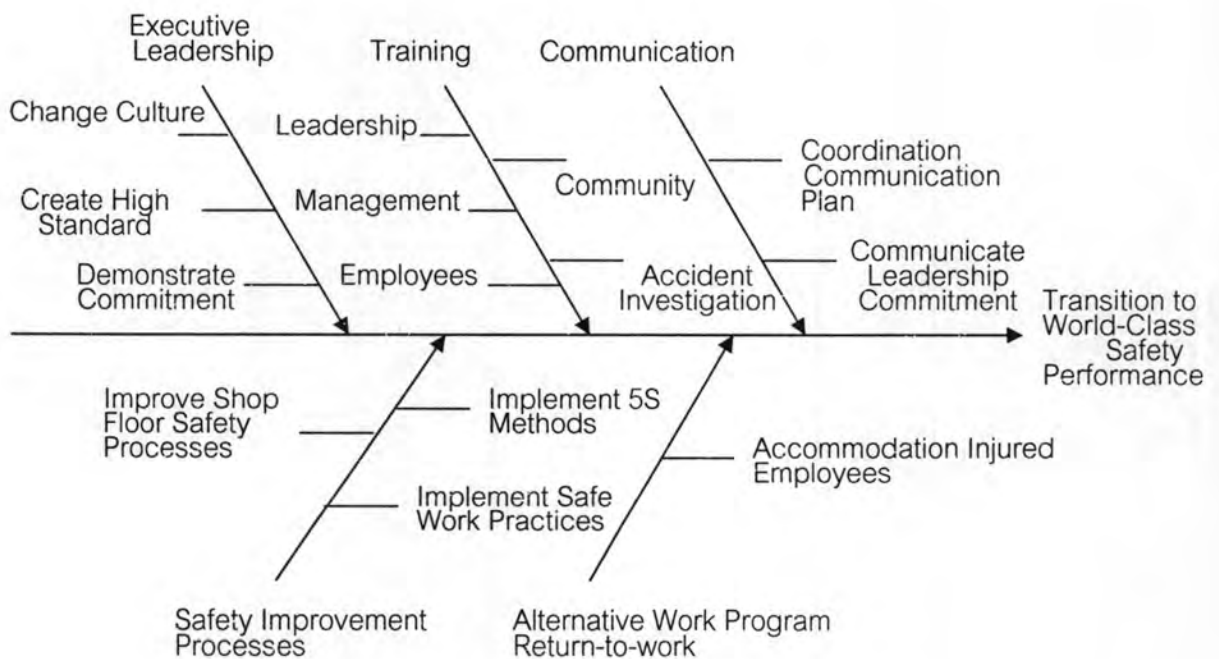 Executive
Leadership
Training
Communication
Change Culture
Leadership
Coordination
Communication
Plan
Community
Create High
Standard
Management
Demonstrate
Commitment
Employees
Accident
Investigation
Communicate
Leadership
Commitment
Transition to
World-Class
Safety
Performance
Improve Shop
Floor Safety
Processes
Implement 5S
Methods
Accommodation Injured
Employees
Implement Safe
Work Practices
Safety Improvement
Processes
Alternative Work Program
Return-to-work